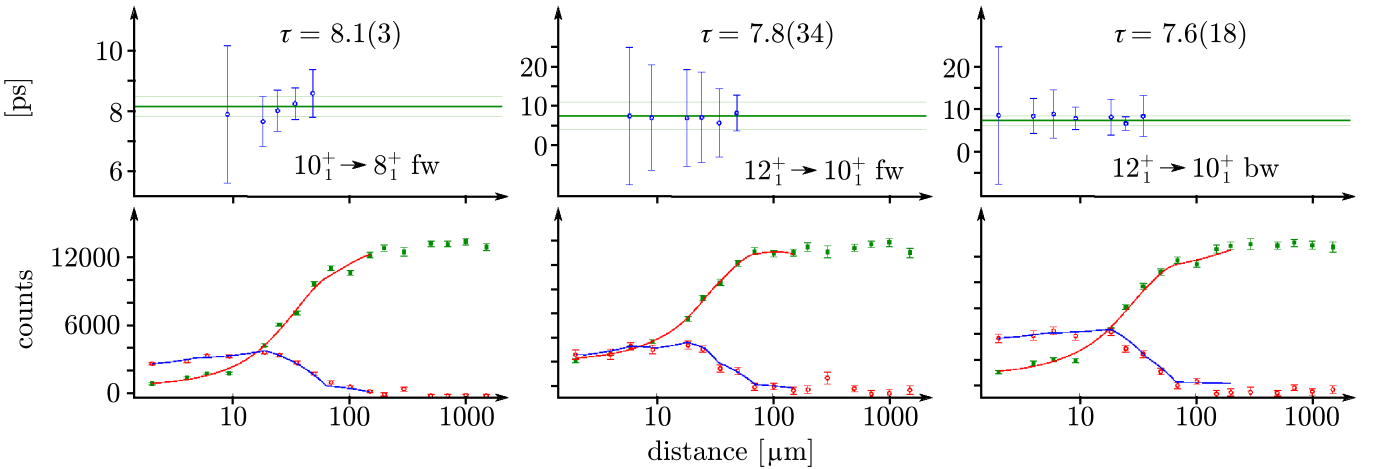 τ = 8.1(3)
τ = 7.8(34)
τ = 7.6(18)
[ps]
10
8
6
20
10
0
20
10
0
10₁⁺ → 8₁⁺ fw
12₁⁺ → 10₁⁺ fw
12₁⁺ → 10₁⁺ bw
counts
12000
6000
0
10 100 1000
10 100 1000
10 100 1000
distance [μm]